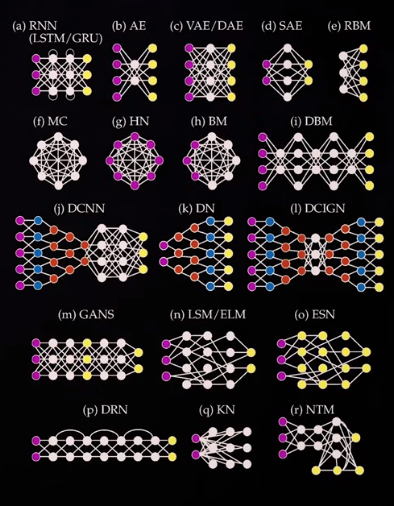 (a) RNN
(LSTM/GRU)
(b) AE
(c) VAE/DAE
(d) SAE
(e) RBM
(f) MC
(g) HN
(h) BM
(i) DBM
(j) DCNN
(k) DN
(l) DCIGN
(m) GANS
(n) LSM/ELM
(o) ESN
(p) DRN
(q) KN
(r) NTM